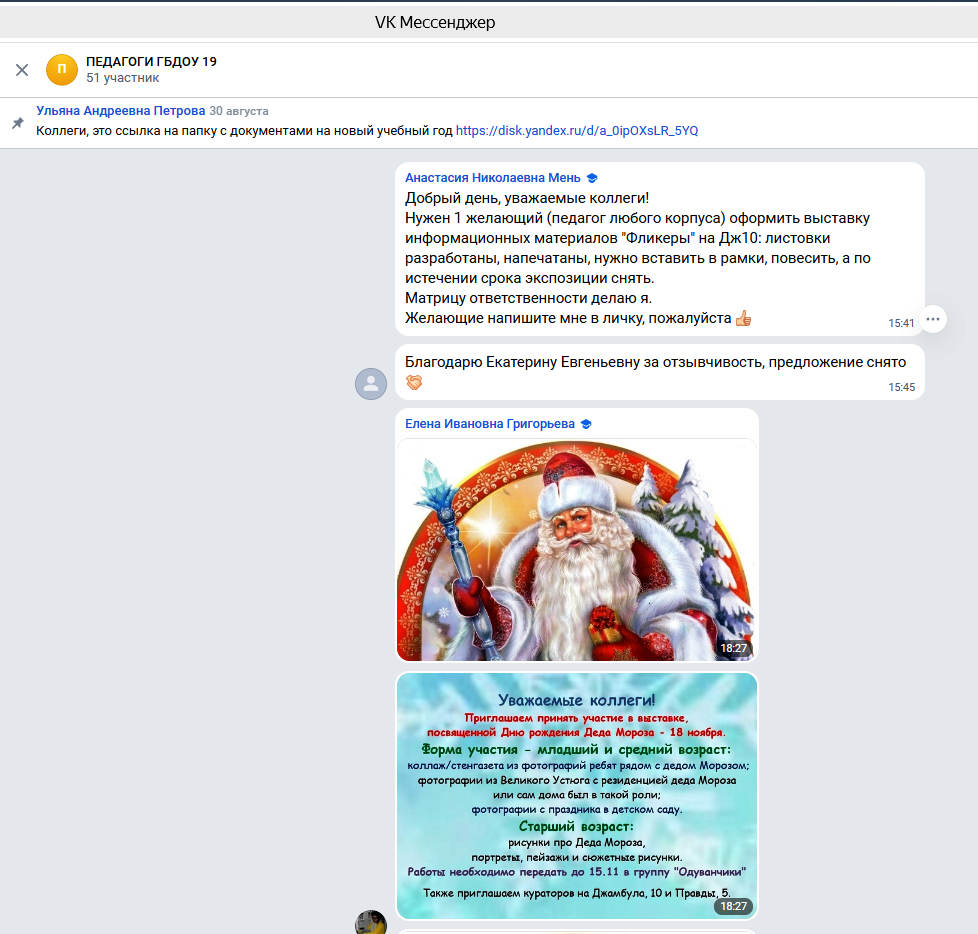 VK Мессенджер
П
ПЕДАГОГИ ГБДОУ 19
51 участник
Ульяна Андреевна Петрова 30 августа
Коллеги, это ссылка на папку с документами на новый учебный год https://disk.yandex.ru/d/a_0ipOXsLR_5YQ
Анастасия Николаевна Мень
Добрый день, уважаемые коллеги!
Нужен 1 желающий (педагог любого корпуса) оформить выставку
информационных материалов "Фликеры" на Дж10: листовки
разработаны, напечатаны, нужно вставить в рамки, повесить, а по
истечении срока экспозиции снять.
Матрицу ответственности делаю я.
Желающие напишите мне в личку, пожалуйста 👍
15:41
Благодарю Екатерину Евгеньевну за отзывчивость, предложение снято
🤝
15:45
Елена Ивановна Григорьева
18:27
Уважаемые коллеги!
Приглашаем принять участие в выставке,
посвященной Дню рождения Деда Мороза - 18 ноября.
Форма участия - младший и средний возраст:
коллаж/стенгазета из фотографий ребят рядом с дедом Морозом;
фотографии из Великого Устюга с резиденцией деда Мороза
или сам дома был в такой роли;
фотографии с праздника в детском саду.
Старший возраст:
рисунки про Деда Мороза,
портреты, пейзажи и сюжетные рисунки.
Работы необходимо передать до 15.11 в группу "Одуванчики"
Также приглашаем кураторов на Джамбула, 10 и Правды, 5.
18:27